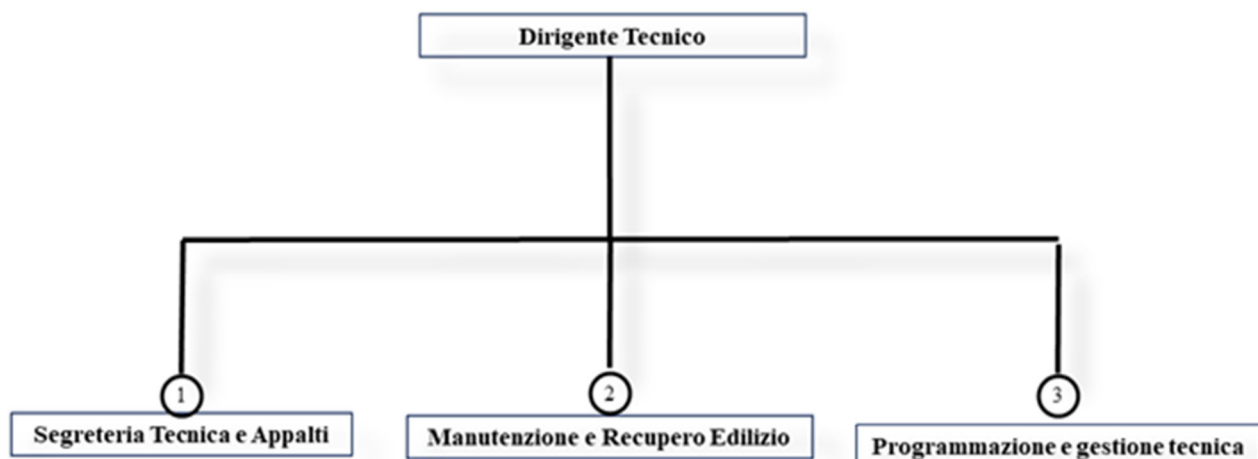 Dirigente Tecnico
1
2
3
Segreteria Tecnica e Appalti
Manutenzione e Recupero Edilizio
Programmazione e gestione tecnica